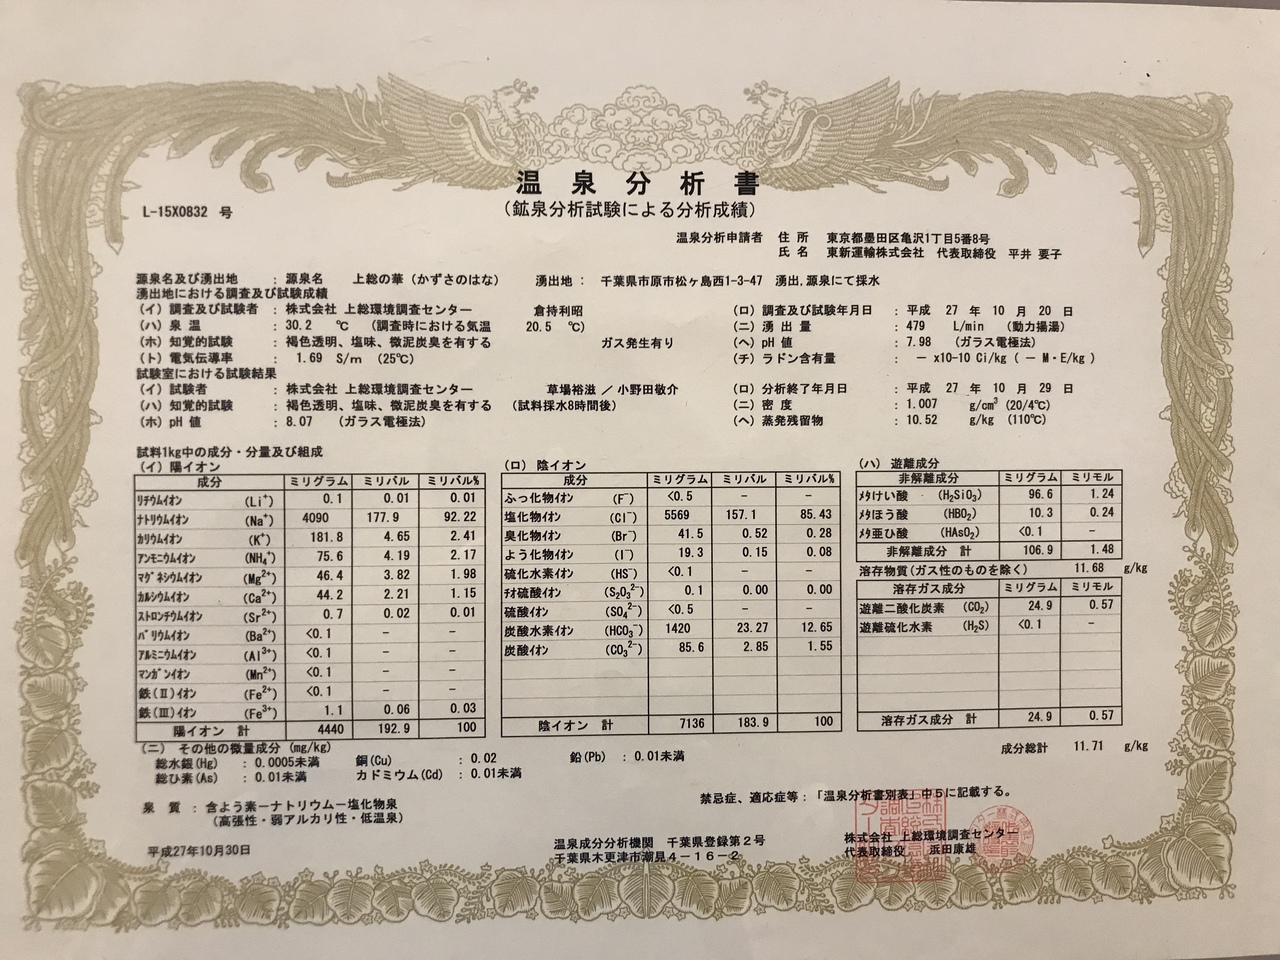 温泉分析書
(鉱泉分析試験による分析成績)
L-15X0832 号
温泉分析申請者 住所 東京都墨田区亀沢1丁目5番8号
氏名 東新運輸株式会社 代表取締役 平井 要子
源泉名及び湧出地 : 源泉名 上総の華 (かずさのはな) 湧出地 : 千葉県市原市松ヶ島西1-3-47 湧出,源泉にて採水
湧出地における調査及び試験成績
(イ) 調査及び試験者 : 株式会社 上総環境調査センター 倉持利昭 (ロ) 調査及び試験年月日 : 平成 27 年 10 月 20 日
(ハ) 泉温 : 30.2 ℃ (調査時における気温 20.5 ℃) (ニ) 湧出量 : 479 L/min (動力揚湯)
(ホ) 知覚的試験 : 褐色透明、塩味、微泥炭臭を有する ガス発生有り (ヘ) pH値 : 7.98 (ガラス電極法)
(ト) 電気伝導率 : 1.69 S/m (25℃) (チ) ラドン含有量 : — x10-10 Ci/kg (— M・E/kg)
試験室における試験結果
(イ) 試験者 : 株式会社 上総環境調査センター 草場裕滋 / 小野田敬介 (ロ) 分析終了年月日 : 平成 27 年 10 月 29 日
(ハ) 知覚的試験 : 褐色透明、塩味、微泥炭臭を有する (試料採水8時間後) (ニ) 密度 : 1.007 g/cm³ (20/4℃)
(ホ) pH値 : 8.07 (ガラス電極法) (ヘ) 蒸発残留物 : 10.52 g/kg (110℃)
試料1kg中の成分・分量及び組成
(イ) 陽イオン
成分 ミリグラム ミリバル ミリバル%
リチウムイオン (Li⁺) 0.1 0.01 0.01
ナトリウムイオン (Na⁺) 4090 177.9 92.22
カリウムイオン (K⁺) 181.8 4.65 2.41
アンモニウムイオン (NH₄⁺) 75.6 4.19 2.17
マグネシウムイオン (Mg²⁺) 46.4 3.82 1.98
カルシウムイオン (Ca²⁺) 44.2 2.21 1.15
ストロンチウムイオン (Sr²⁺) 0.7 0.02 0.01
バリウムイオン (Ba²⁺) <0.1 — —
アルミニウムイオン (Al³⁺) <0.1 — —
マンガンイオン (Mn²⁺) <0.1 — —
鉄(II)イオン (Fe²⁺) <0.1 — —
鉄(III)イオン (Fe³⁺) 1.1 0.06 0.03
陽イオン 計 4440 192.9 100
(ロ) 陰イオン
成分 ミリグラム ミリバル ミリバル%
ふっ化物イオン (F⁻) <0.5 — —
塩化物イオン (Cl⁻) 5569 157.1 85.43
臭化物イオン (Br⁻) 41.5 0.52 0.28
よう化物イオン (I⁻) 19.3 0.15 0.08
硫化水素イオン (HS⁻) <0.1 — —
チオ硫酸イオン (S₂O₃²⁻) 0.1 0.00 0.00
硫酸イオン (SO₄²⁻) <0.5 — —
炭酸水素イオン (HCO₃⁻) 1420 23.27 12.65
炭酸イオン (CO₃²⁻) 85.6 2.85 1.55
陰イオン 計 7136 183.9 100
(ハ) 遊離成分
非解離成分 ミリグラム ミリモル
メタけい酸 (H₂SiO₃) 96.6 1.24
メタほう酸 (HBO₂) 10.3 0.24
メタ亜ひ酸 (HAsO₂) <0.1 —
非解離成分 計 106.9 1.48
溶存物質(ガス性のものを除く) 11.68 g/kg
溶存ガス成分 ミリグラム ミリモル
遊離二酸化炭素 (CO₂) 24.9 0.57
遊離硫化水素 (H₂S) <0.1 —
溶存ガス成分 計 24.9 0.57
成分総計 11.71 g/kg
(ニ) その他の微量成分 (mg/kg)
総水銀(Hg) : 0.0005未満 銅(Cu) : 0.02 鉛(Pb) : 0.01未満
総ひ素(As) : 0.01未満 カドミウム(Cd) : 0.01未満
泉質 : 含よう素ーナトリウムー塩化物泉
(高張性・弱アルカリ性・低温泉)
禁忌症、適応症等 : 「温泉分析書別表」中5に記載する。
平成27年10月30日
温泉成分分析機関 千葉県登録第2号
千葉県木更津市潮見4-16-2
株式会社 上総環境調査センター
代表取締役 浜田康雄